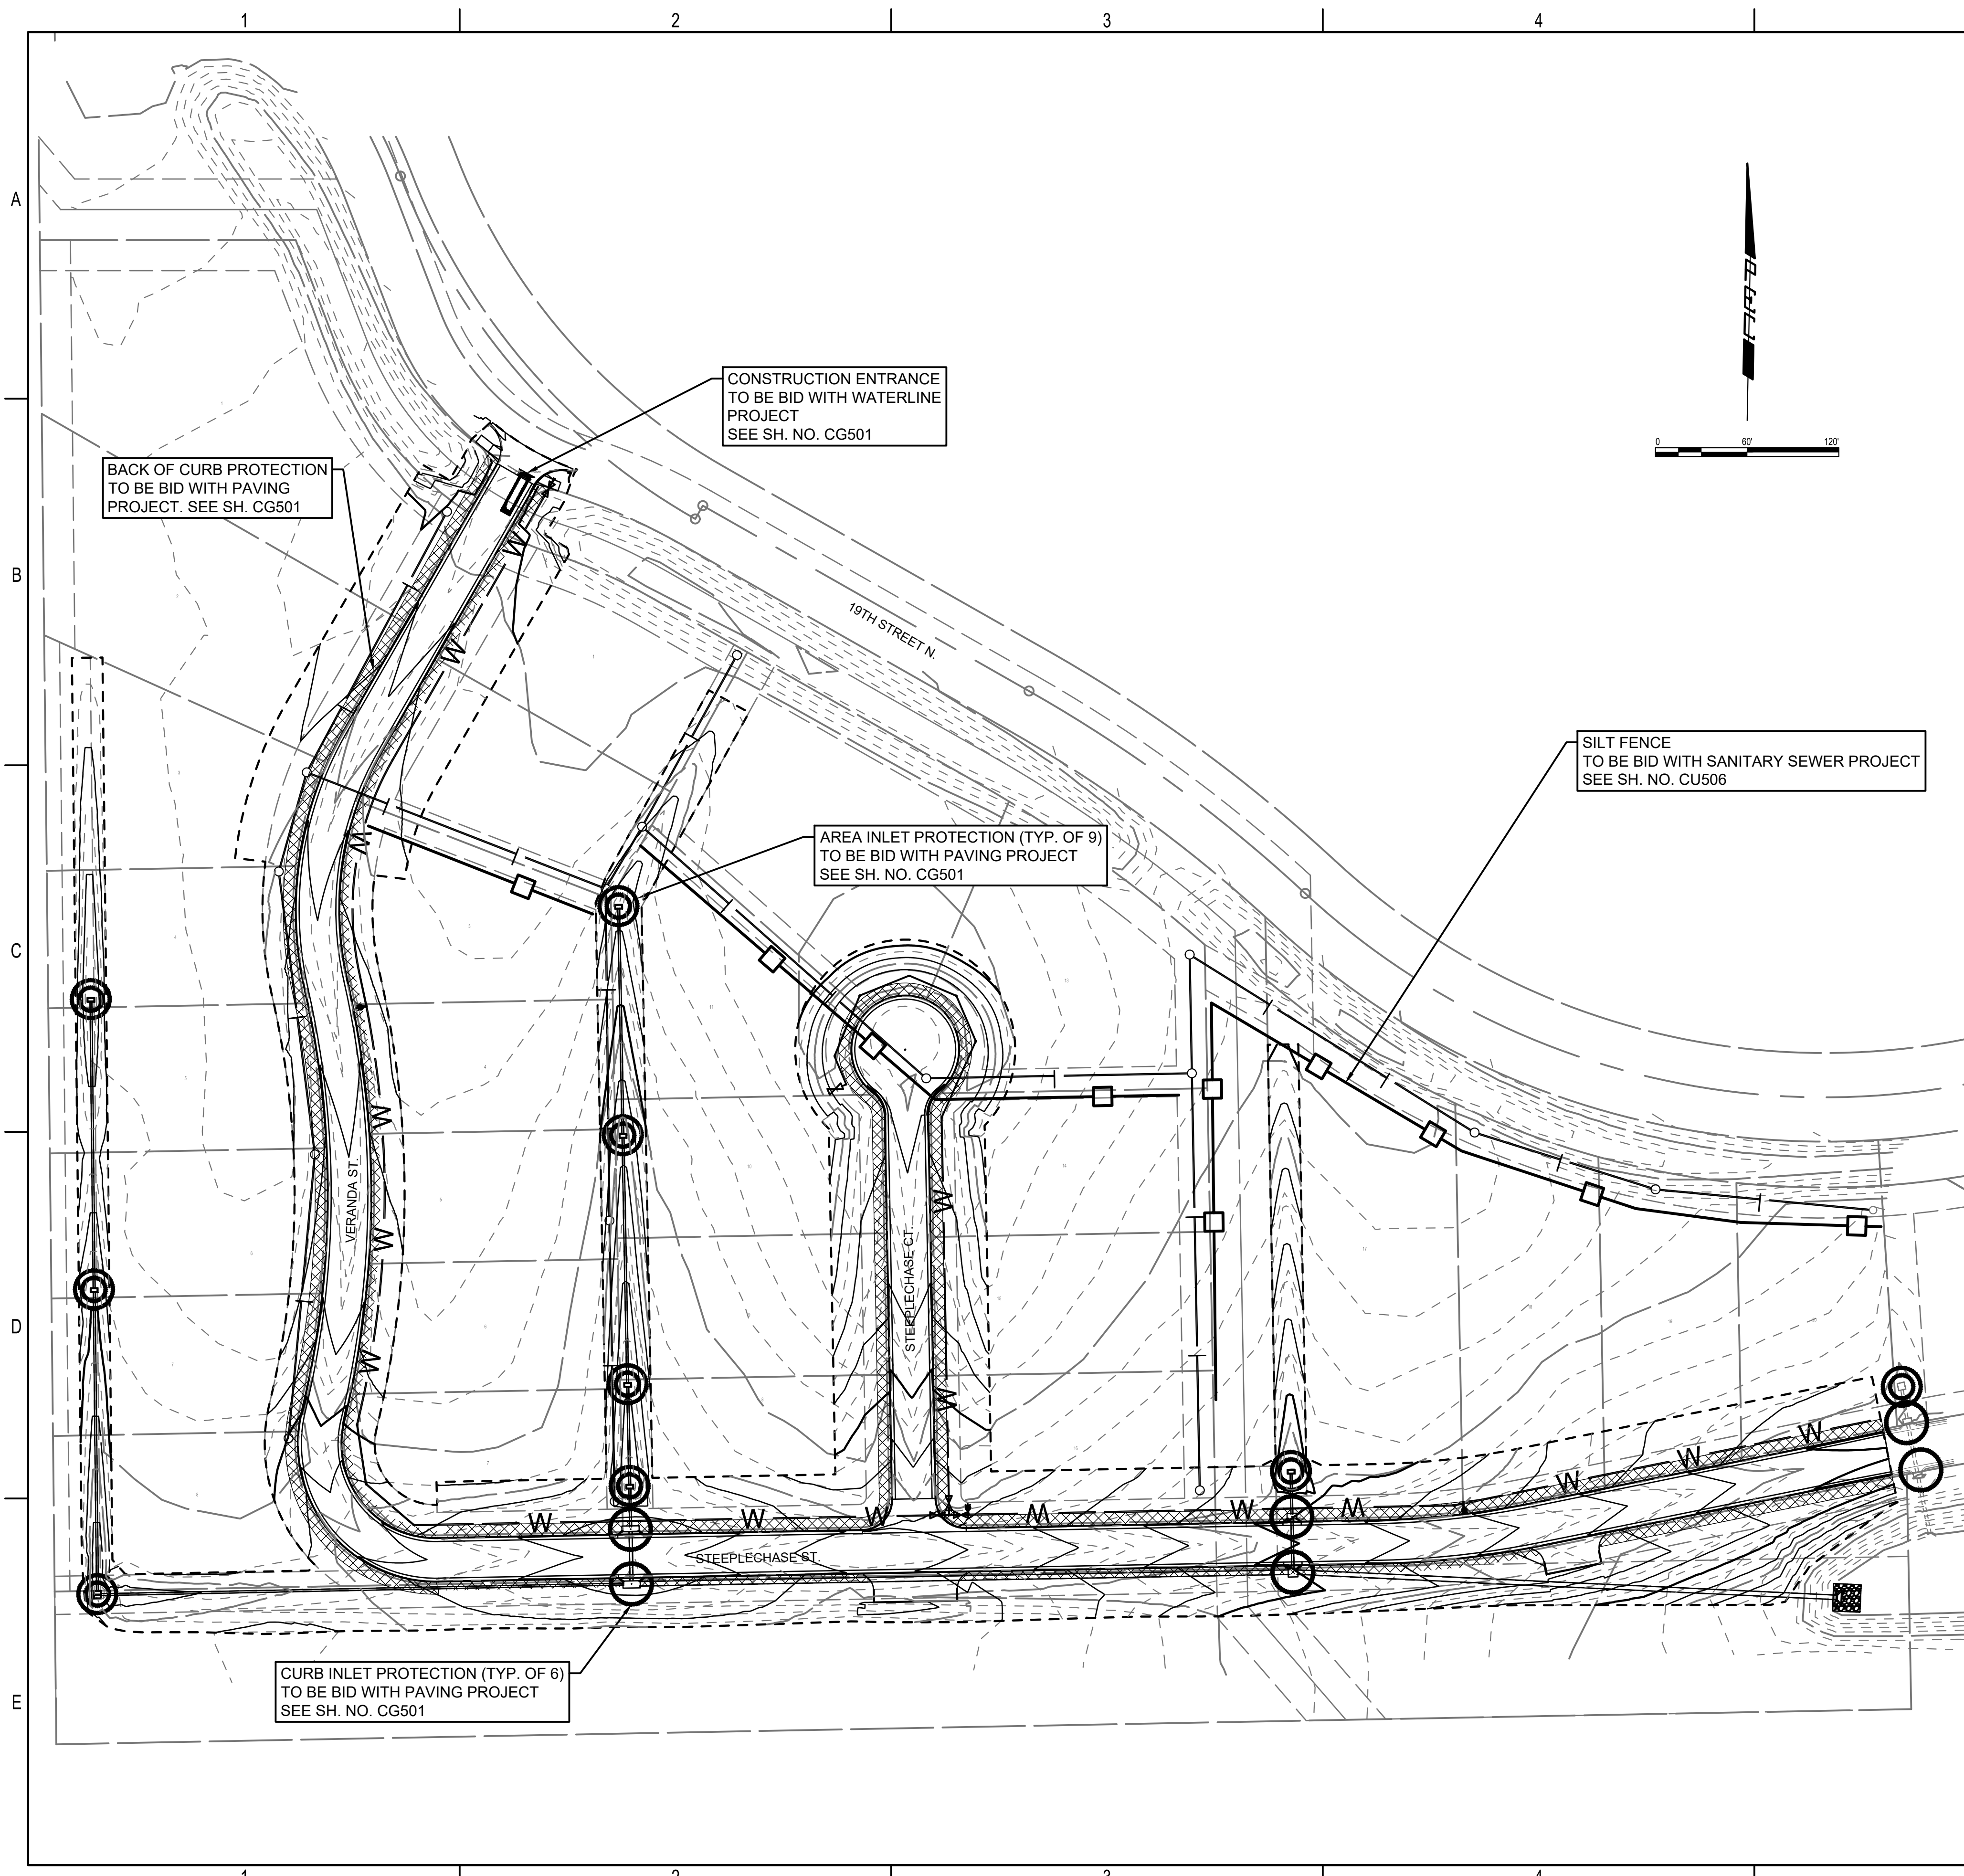 1
2
3
4
A
CONSTRUCTION ENTRANCE
TO BE BID WITH WATERLINE
PROJECT
SEE SH. NO. CG501
0 60' 120'
BACK OF CURB PROTECTION
TO BE BID WITH PAVING
PROJECT. SEE SH. CG501
W
B
19TH STREET N.
W
SILT FENCE
TO BE BID WITH SANITARY SEWER PROJECT
SEE SH. NO. CU506
AREA INLET PROTECTION (TYP. OF 9)
TO BE BID WITH PAVING PROJECT
SEE SH. NO. CG501
W
C
W
VERANDA ST.
W
W
STEEPLECHASE CT.
D
W
W
W W W W W W W W
STEEPLECHASE ST.
CURB INLET PROTECTION (TYP. OF 6)
TO BE BID WITH PAVING PROJECT
SEE SH. NO. CG501
E
1
2
3
4